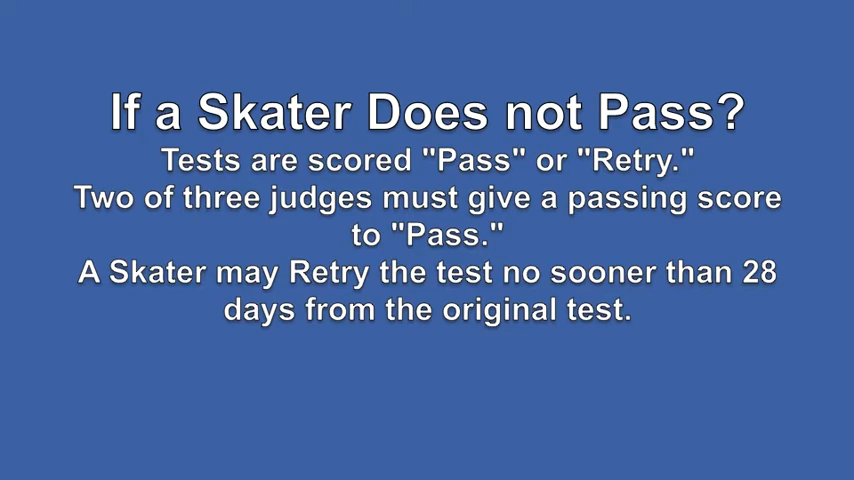 If a Skater Does not Pass?
Tests are scored "Pass" or "Retry."
Two of three judges must give a passing score
to "Pass."
A Skater may Retry the test no sooner than 28
days from the original test.